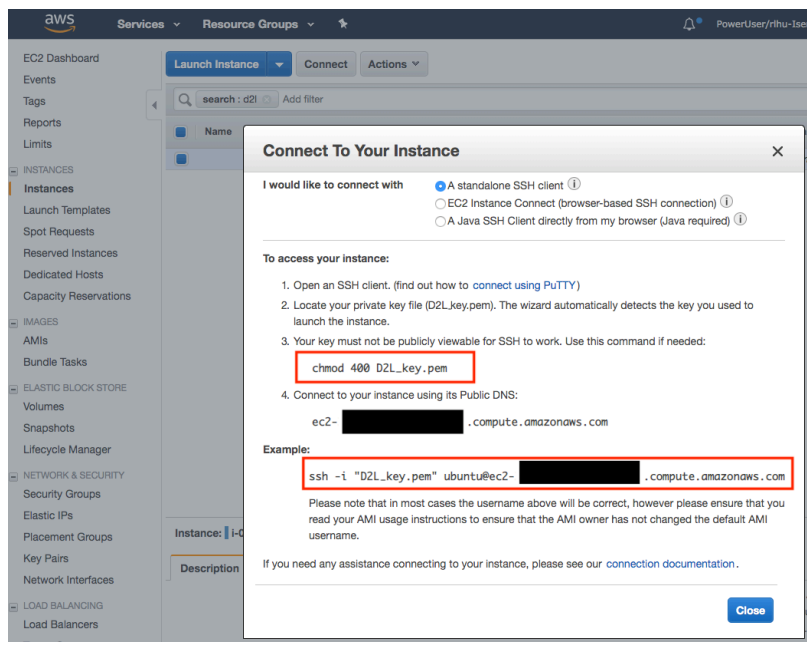 aws Services Resource Groups PowerUser/rlhu-Ise
EC2 Dashboard
Events
Tags
Reports
Limits
INSTANCES
Instances
Launch Templates
Spot Requests
Reserved Instances
Dedicated Hosts
Capacity Reservations
IMAGES
AMIs
Bundle Tasks
ELASTIC BLOCK STORE
Volumes
Snapshots
Lifecycle Manager
NETWORK & SECURITY
Security Groups
Elastic IPs
Placement Groups
Key Pairs
Network Interfaces
LOAD BALANCING
Load Balancers
Launch Instance Connect Actions
search : d2l Add filter
Name
Connect To Your Instance
I would like to connect with A standalone SSH client
EC2 Instance Connect (browser-based SSH connection)
A Java SSH Client directly from my browser (Java required)
To access your instance:
1. Open an SSH client. (find out how to connect using PuTTY)
2. Locate your private key file (D2L_key.pem). The wizard automatically detects the key you used to
launch the instance.
3. Your key must not be publicly viewable for SSH to work. Use this command if needed:
chmod 400 D2L_key.pem
4. Connect to your instance using its Public DNS:
ec2- .compute.amazonaws.com
Example:
ssh -i "D2L_key.pem" ubuntu@ec2- .compute.amazonaws.com
Please note that in most cases the username above will be correct, however please ensure that you
read your AMI usage instructions to ensure that the AMI owner has not changed the default AMI
username.
If you need any assistance connecting to your instance, please see our connection documentation.
Close
Instance: i-0
Description